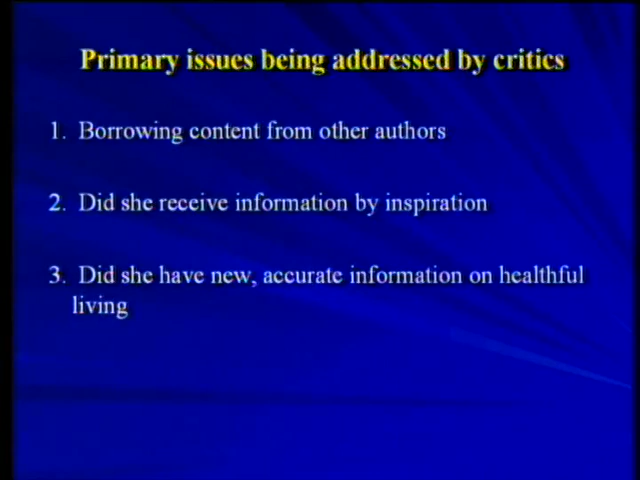 Primary issues being addressed by critics
1. Borrowing content from other authors
2. Did she receive information by inspiration
3. Did she have new, accurate information on healthful
living